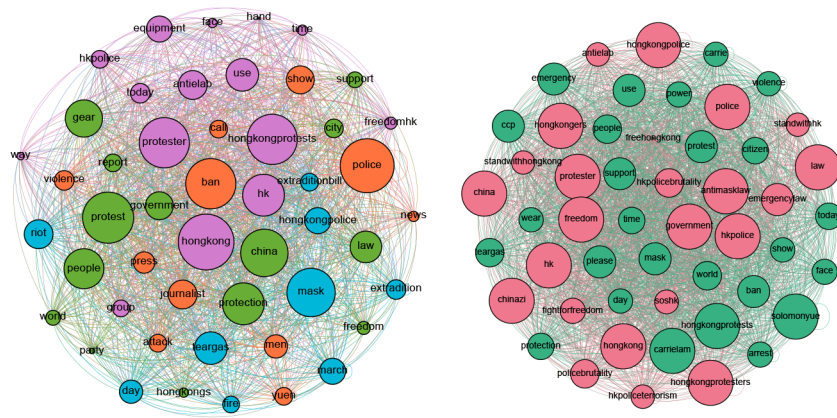 face
hand
time
equipment
hkpolice
use
show
support
antielab
today
gear
freedomhk
call
city
hongkongprotests
protester
way
report
police
violence
ban
extraditionbill
hk
government
protest
hongkongpolice
news
riot
hongkong
law
china
people
press
extradition
mask
journalist
protection
group
world
freedom
attack
teargas
men
party
march
day
hongkongs
yuen
fire
hongkongpolice
carrie
antielab
emergency
violence
use
power
ccp
police
hongkongers
people
standwithhk
freehongkong
protest
citizen
standwithhongkong
support
law
protester
hkpolicebrutality
china
antimasklaw
emergencylaw
wear
freedom
time
government
today
hkpolice
teargas
show
hk
please
mask
world
face
chinazi
day
soshk
ban
fightforfreedom
solomonyue
hongkongprotests
hongkong
carrielam
protection
arrest
policebrutality
hongkongprotesters
hkpoliceterrorism